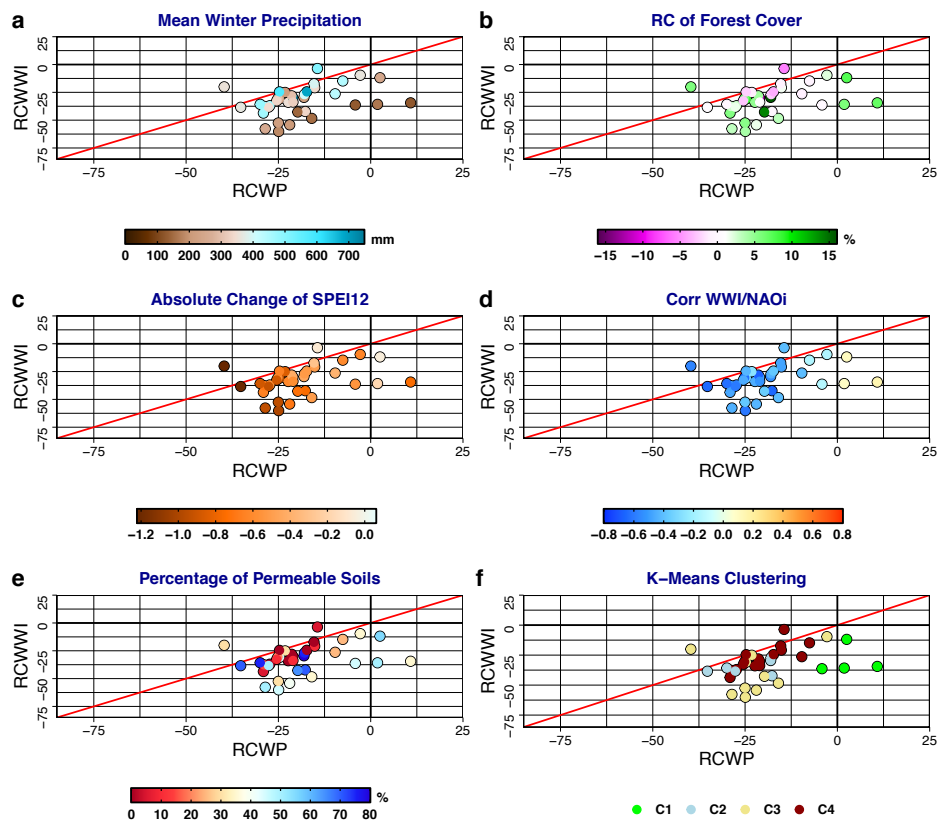 a Mean Winter Precipitation
25
0
−25
−50
−75
RCWWI
−75 −50 −25 0 25
RCWP
0 100 200 300 400 500 600 700 mm
b RC of Forest Cover
25
0
−25
−50
−75
RCWWI
−75 −50 −25 0 25
RCWP
−15 −10 −5 0 5 10 15 %
c Absolute Change of SPEI12
25
0
−25
−50
−75
RCWWI
−75 −50 −25 0 25
RCWP
−1.2 −1.0 −0.8 −0.6 −0.4 −0.2 0.0
d Corr WWI/NAOi
25
0
−25
−50
−75
RCWWI
−75 −50 −25 0 25
RCWP
−0.8 −0.6 −0.4 −0.2 0.0 0.2 0.4 0.6 0.8
e Percentage of Permeable Soils
25
0
−25
−50
−75
RCWWI
−75 −50 −25 0 25
RCWP
0 10 20 30 40 50 60 70 80 %
f K−Means Clustering
25
0
−25
−50
−75
RCWWI
−75 −50 −25 0 25
RCWP
C1 C2 C3 C4